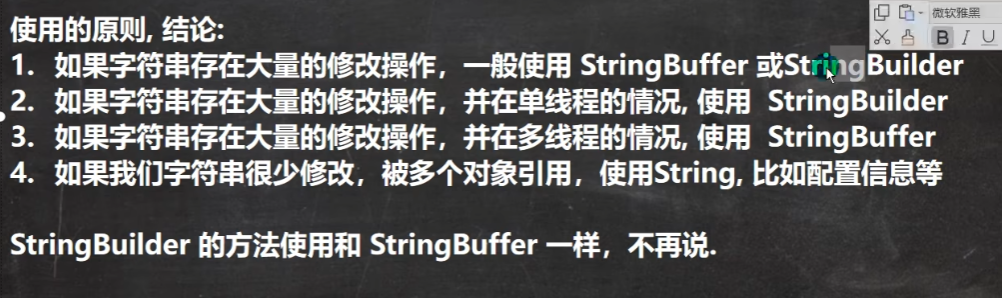 使用的原则, 结论:
1. 如果字符串存在大量的修改操作，一般使用 StringBuffer 或StringBuilder
2. 如果字符串存在大量的修改操作，并在单线程的情况, 使用 StringBuilder
3. 如果字符串存在大量的修改操作，并在多线程的情况, 使用 StringBuffer
4. 如果我们字符串很少修改，被多个对象引用，使用String, 比如配置信息等
StringBuilder 的方法使用和 StringBuffer 一样，不再说.
微软雅黑
B I U